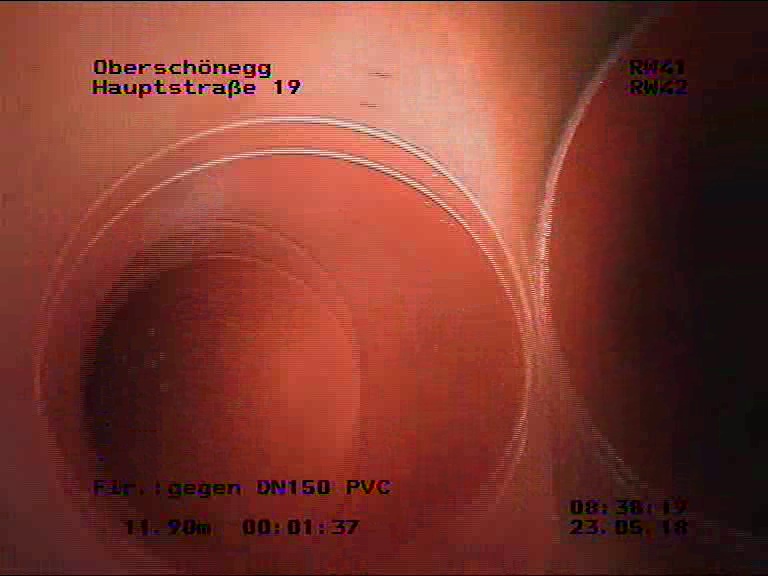 Oberschönegg
Hauptstraße 19
RW41
RW42
Fir.:gegen DN150 PVC
11.90m 00:01:37
08:38:19
23.05.18